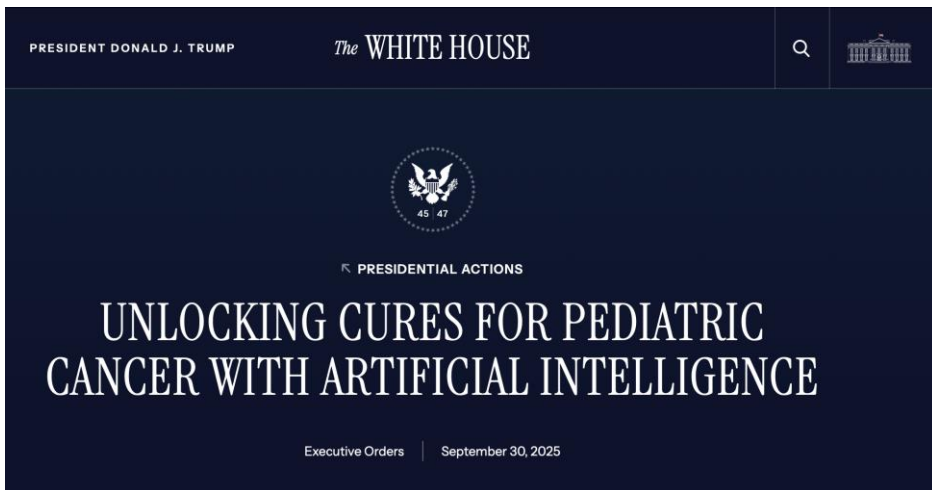 PRESIDENT DONALD J. TRUMP
The WHITE HOUSE
45 47
PRESIDENTIAL ACTIONS
UNLOCKING CURES FOR PEDIATRIC
CANCER WITH ARTIFICIAL INTELLIGENCE
Executive Orders | September 30, 2025